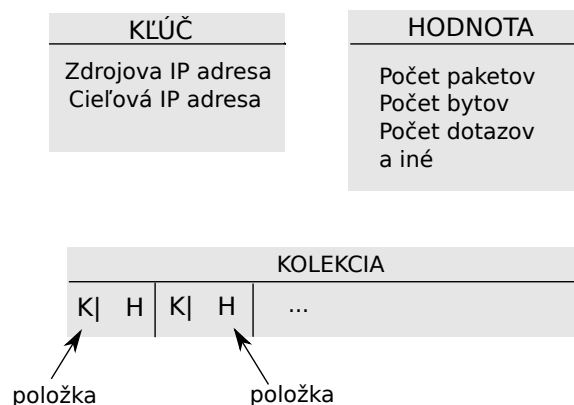 KĽÚČ
Zdrojova IP adresa
Cieľová IP adresa
HODNOTA
Počet paketov
Počet bytov
Počet dotazov
a iné
KOLEKCIA
K| H K| H ...
položka položka